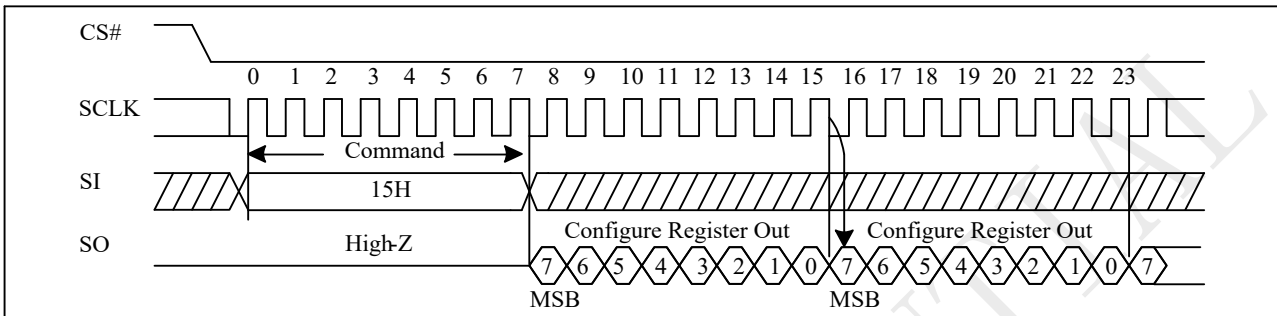 CS#
0 1 2 3 4 5 6 7 8 9 10 11 12 13 14 15 16 17 18 19 20 21 22 23
SCLK
Command
SI
15H
SO
High-Z
Configure Register Out
Configure Register Out
7 6 5 4 3 2 1 0 7 6 5 4 3 2 1 0 7
MSB
MSB
NTIAL